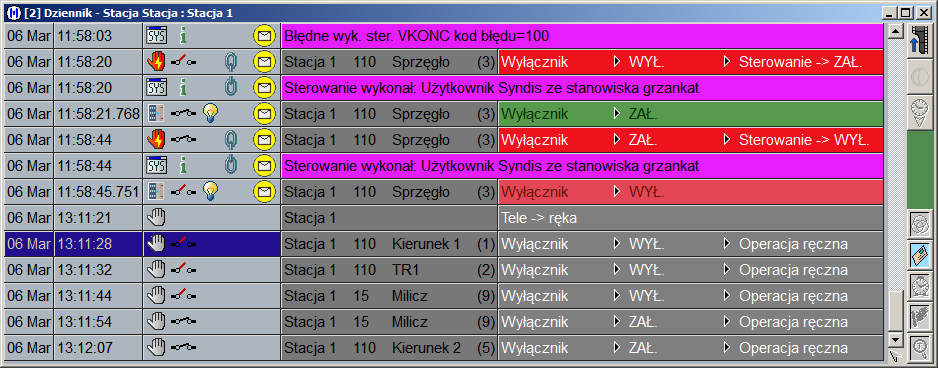 [2] Dziennik - Stacja Stacja : Stacja 1
06 Mar 11:58:03 SYS i Błędne wyk. ster. VKONC kod błędu=100
06 Mar 11:58:20 Stacja 1 110 Sprzęgło (3) Wyłącznik WYŁ. Sterowanie -> ZAŁ.
06 Mar 11:58:20 SYS i Sterowanie wykonał: Użytkownik Syndis ze stanowiska grzankat
06 Mar 11:58:21.768 Stacja 1 110 Sprzęgło (3) Wyłącznik ZAŁ.
06 Mar 11:58:44 Stacja 1 110 Sprzęgło (3) Wyłącznik ZAŁ. Sterowanie -> WYŁ.
06 Mar 11:58:44 SYS i Sterowanie wykonał: Użytkownik Syndis ze stanowiska grzankat
06 Mar 11:58:45.751 Stacja 1 110 Sprzęgło (3) Wyłącznik WYŁ.
06 Mar 13:11:21 Stacja 1 Tele -> ręka
06 Mar 13:11:28 Stacja 1 110 Kierunek 1 (1) Wyłącznik WYŁ. Operacja ręczna
06 Mar 13:11:32 Stacja 1 110 TR1 (2) Wyłącznik WYŁ. Operacja ręczna
06 Mar 13:11:44 Stacja 1 15 Milicz (9) Wyłącznik WYŁ. Operacja ręczna
06 Mar 13:11:54 Stacja 1 15 Milicz (9) Wyłącznik ZAŁ. Operacja ręczna
06 Mar 13:12:07 Stacja 1 110 Kierunek 2 (5) Wyłącznik ZAŁ. Operacja ręczna